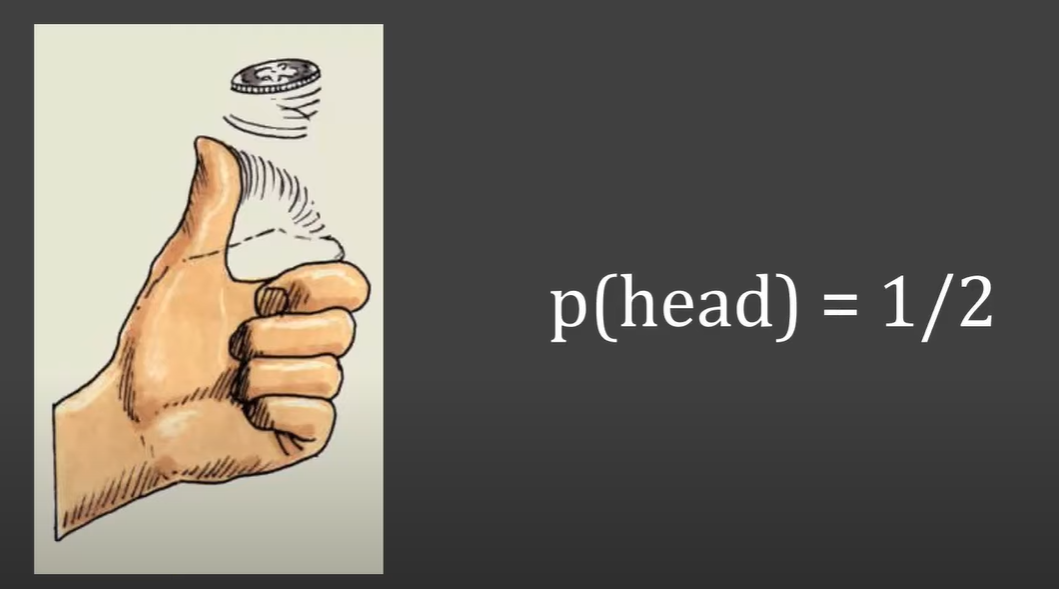 p(head) = 1/2